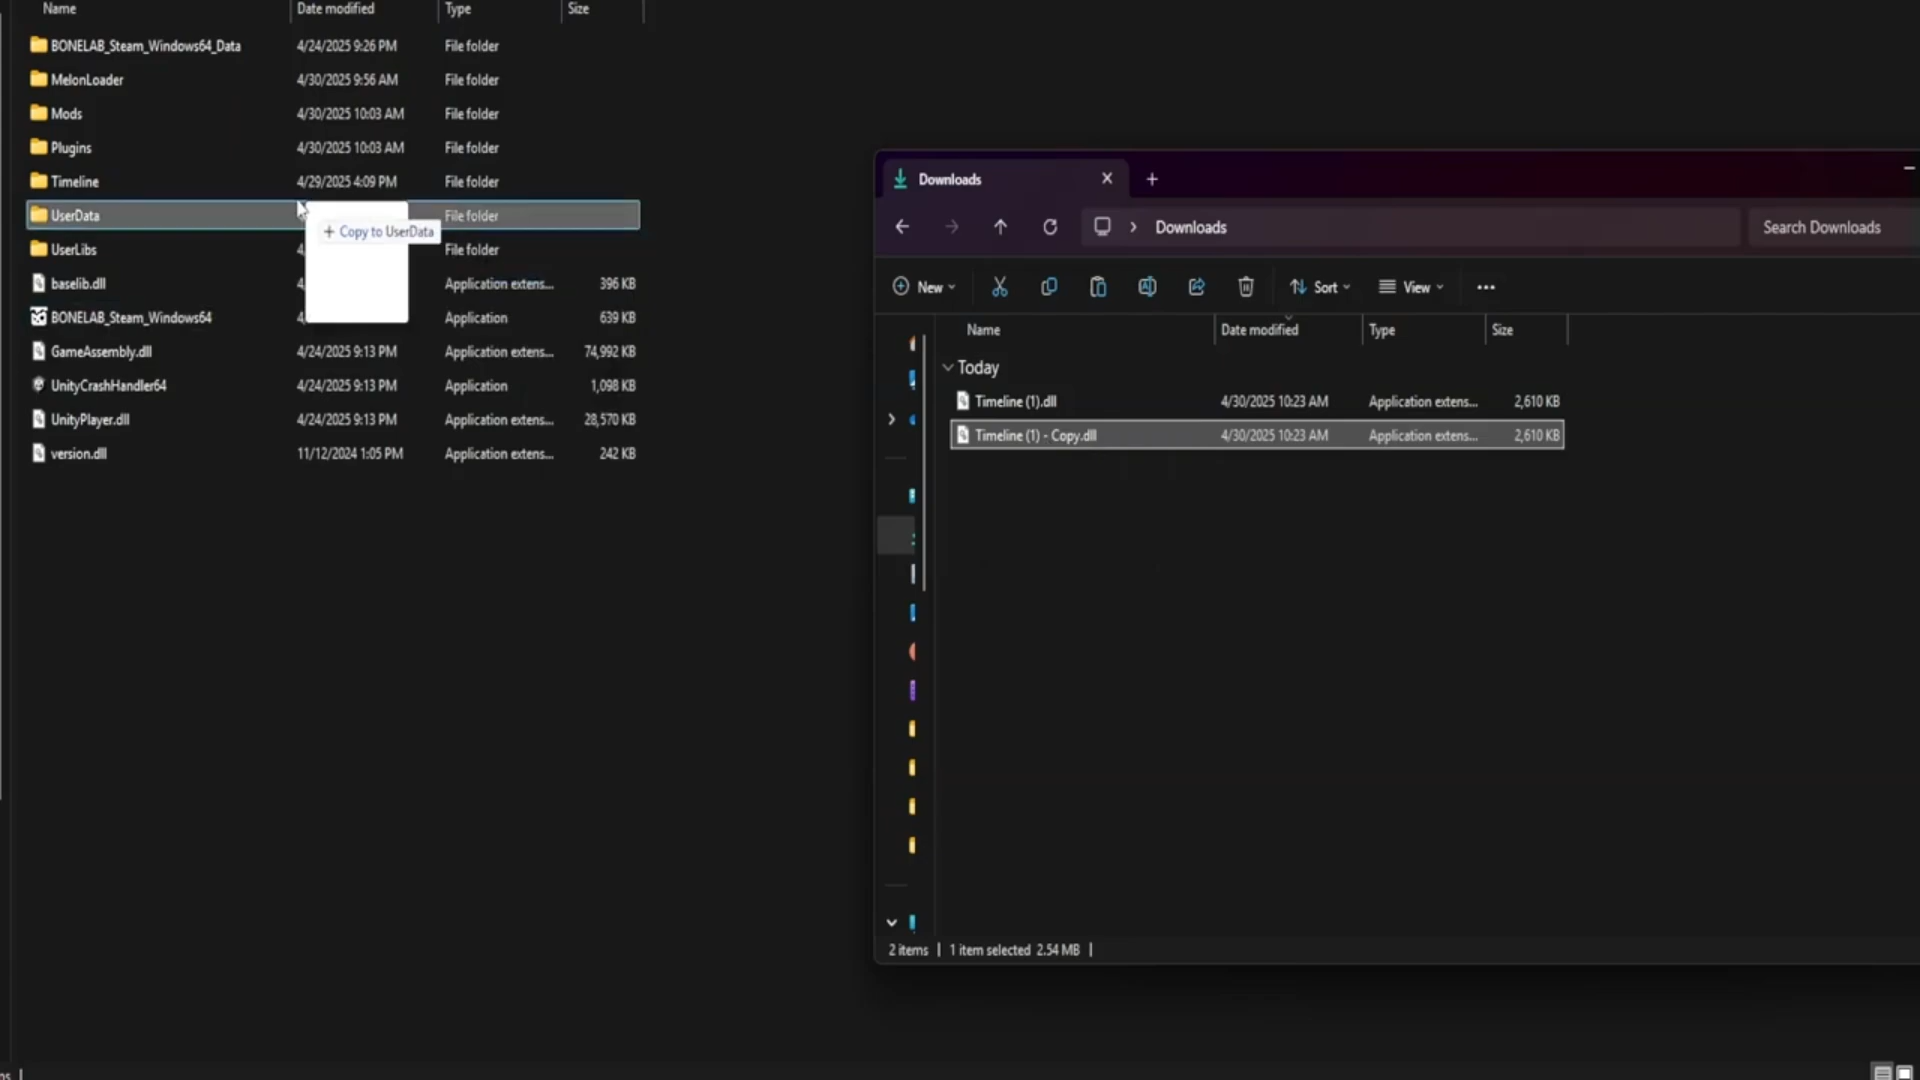 Name Date modified Type Size
BONELAB_Steam_Windows64_Data 4/24/2025 9:26 PM File folder
MelonLoader 4/30/2025 9:56 AM File folder
Mods 4/30/2025 10:03 AM File folder
Plugins 4/30/2025 10:03 AM File folder
Timeline 4/29/2025 4:09 PM File folder
UserData File folder
+ Copy to UserData
UserLibs 4 File folder
baselib.dll 4 Application extens... 396 KB
BONELAB_Steam_Windows64 4 Application 639 KB
GameAssembly.dll 4/24/2025 9:13 PM Application extens... 74,992 KB
UnityCrashHandler64 4/24/2025 9:13 PM Application 1,098 KB
UnityPlayer.dll 4/24/2025 9:13 PM Application extens... 28,570 KB
version.dll 11/12/2024 1:05 PM Application extens... 242 KB
Downloads
Downloads Search Downloads
New Sort View
Name Date modified Type Size
Today
Timeline (1).dll 4/30/2025 10:23 AM Application extens... 2,610 KB
Timeline (1) - Copy.dll 4/30/2025 10:23 AM Application extens... 2,610 KB
2 items | 1 item selected 2.54 MB |